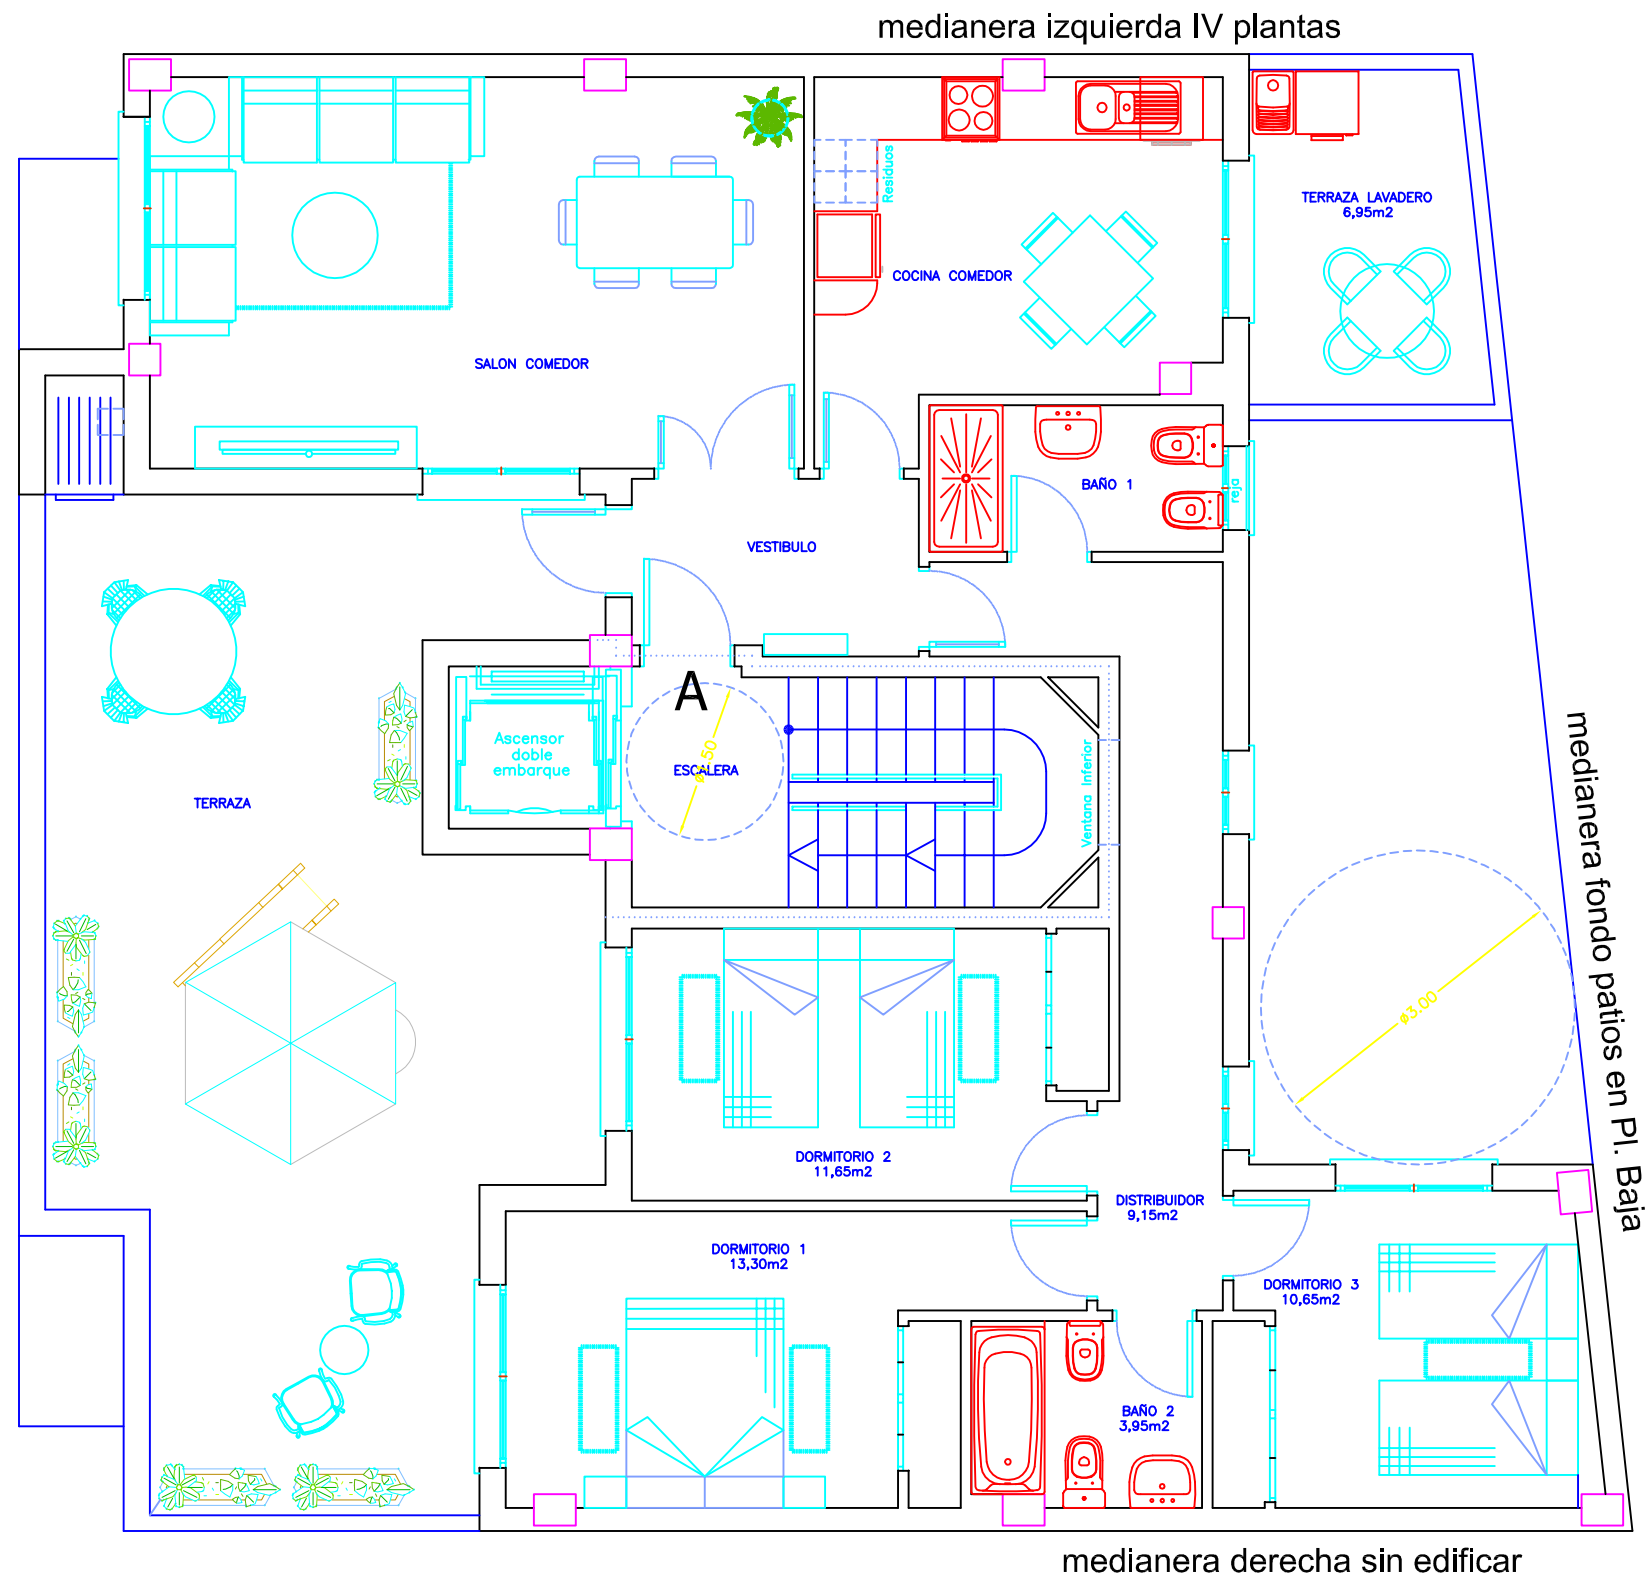 medianera izquierda IV plantas
TERRAZA LAVADERO
6,95m2
Residuos
COCINA COMEDOR
SALON COMEDOR
BAÑO 1
reja
VESTIBULO
A
Ascensor
doble
embarque
ESCALERA
ø1.50
Ventana Inferior
TERRAZA
medianera fondo patios en Pl. Baja
ø3.00
DORMITORIO 2
11,65m2
DISTRIBUIDOR
9,15m2
DORMITORIO 1
13,30m2
DORMITORIO 3
10,65m2
BAÑO 2
3,95m2
medianera derecha sin edificar